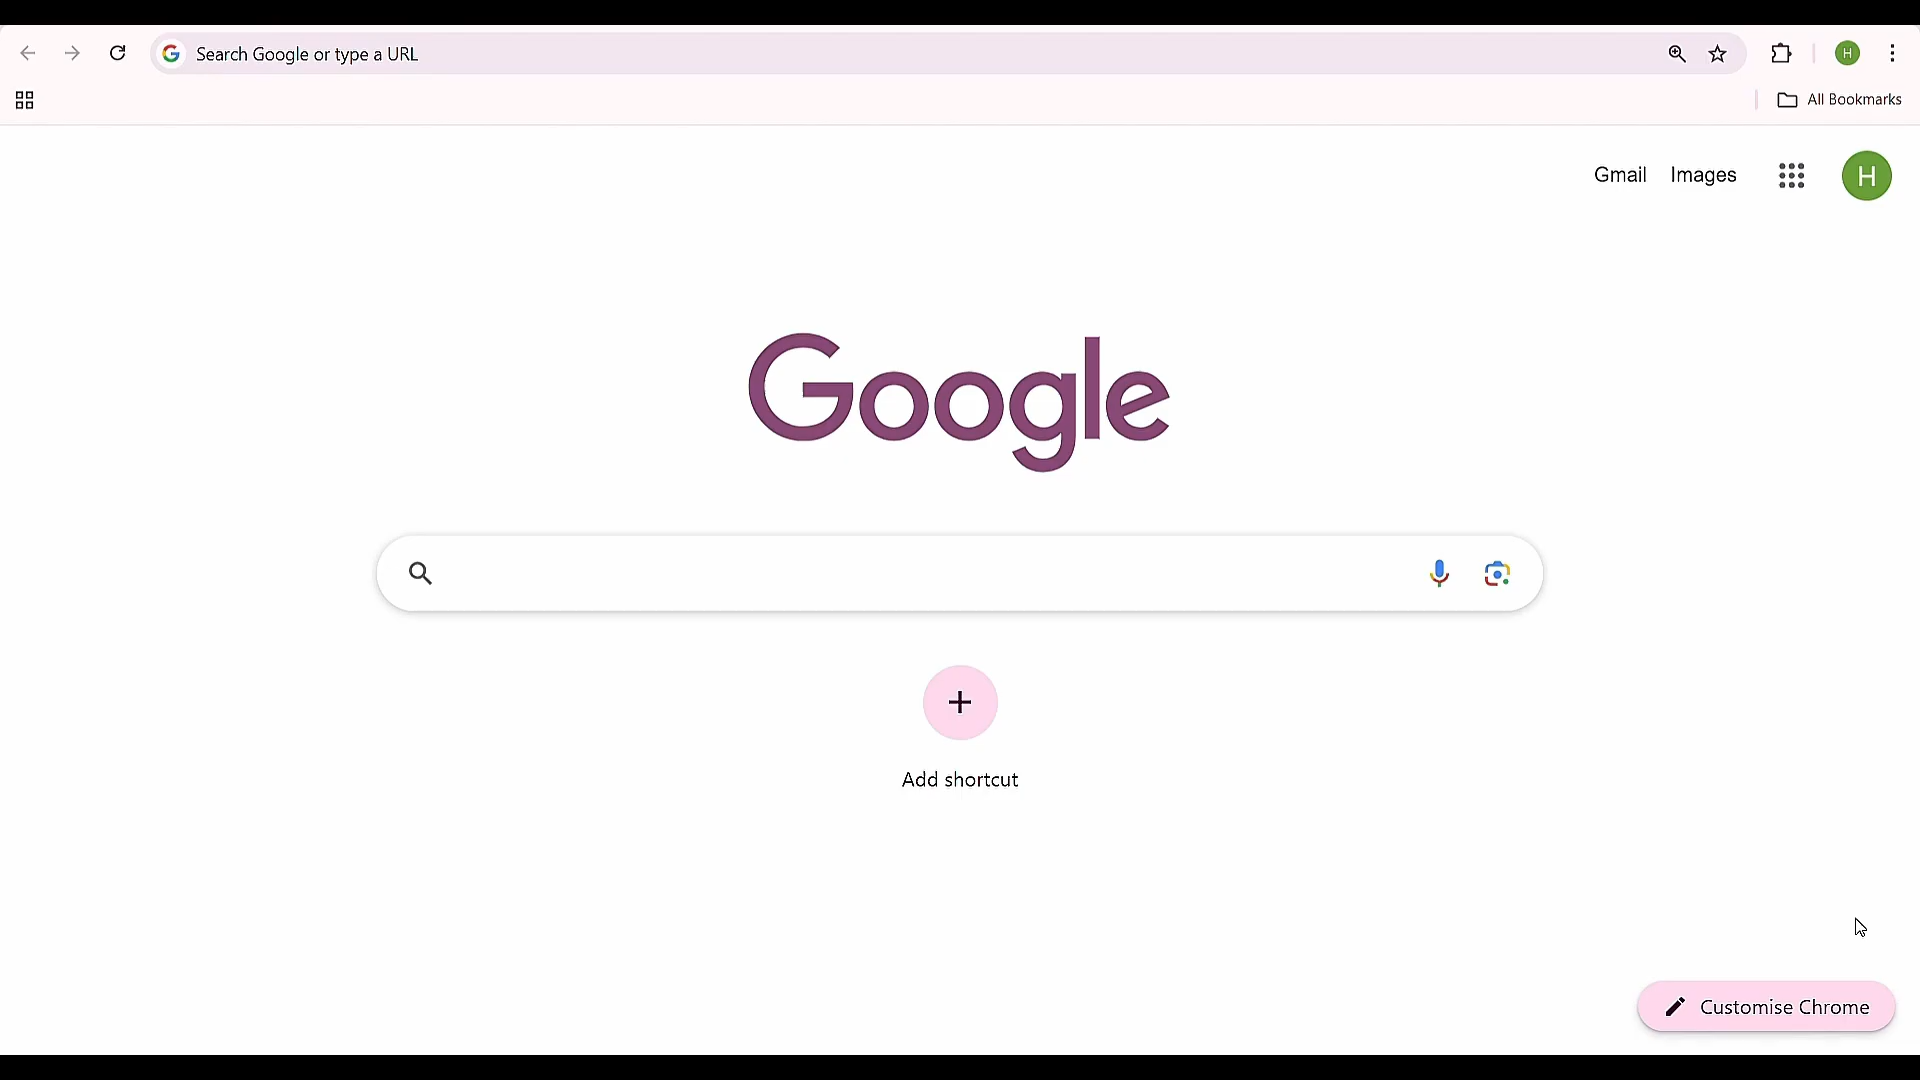 Search Google or type a URL
H
All Bookmarks
Gmail Images
H
Google
Add shortcut
Customise Chrome